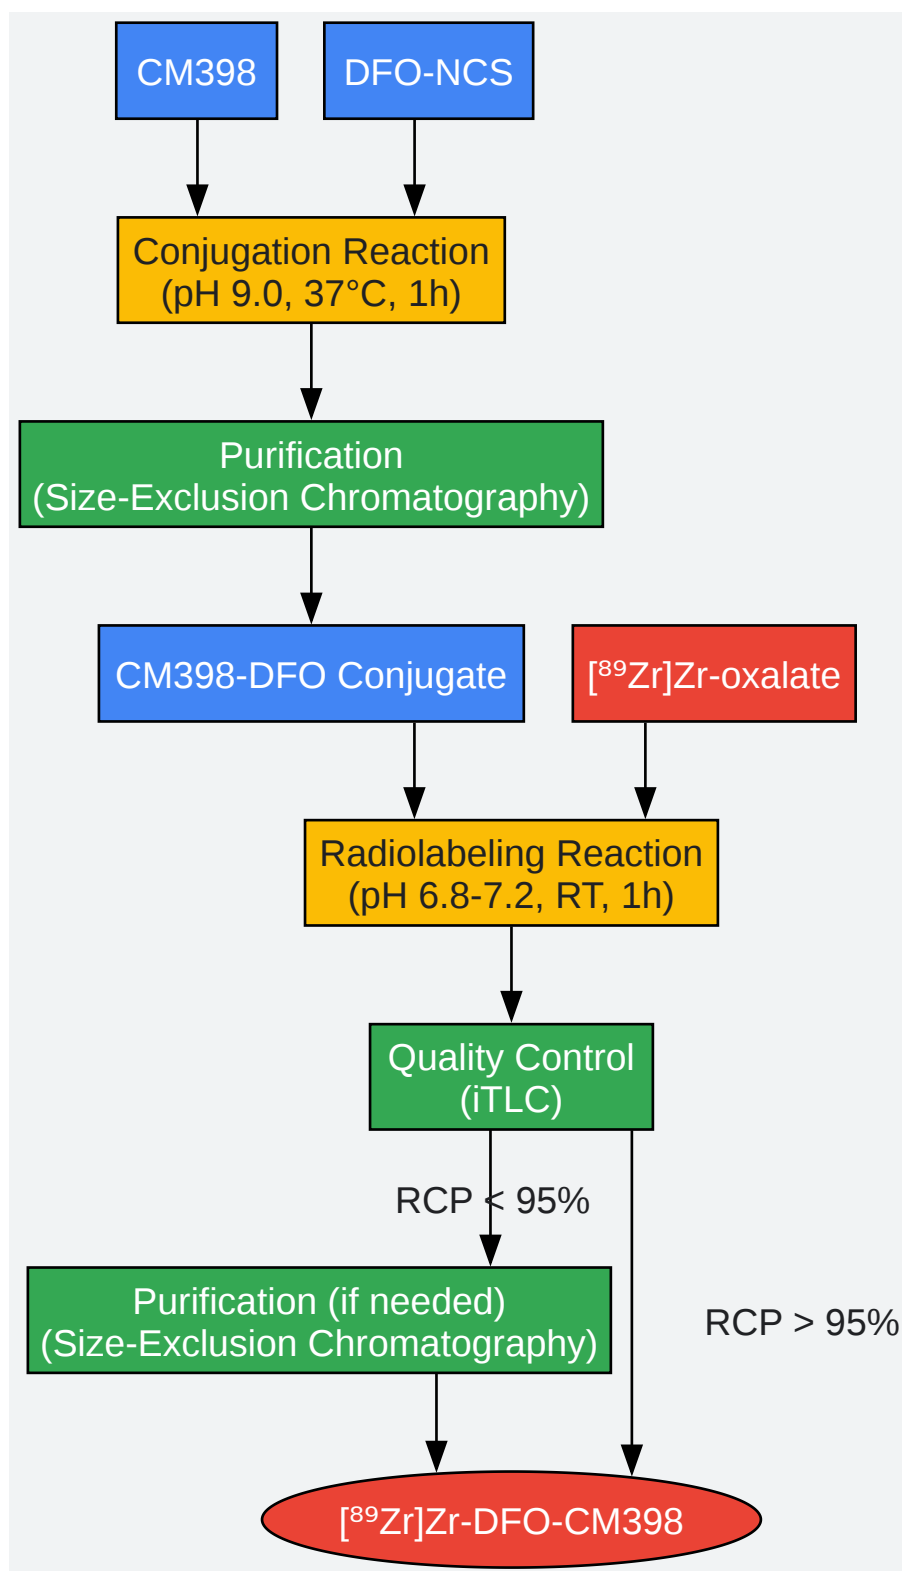 CM398
DFO-NCS
Conjugation Reaction
(pH 9.0, 37°C, 1h)
Purification
(Size-Exclusion Chromatography)
CM398-DFO Conjugate
[⁸⁹Zr]Zr-oxalate
Radiolabeling Reaction
(pH 6.8-7.2, RT, 1h)
Quality Control
(iTLC)
RCP < 95%
Purification (if needed)
(Size-Exclusion Chromatography)
RCP > 95%
[⁸⁹Zr]Zr-DFO-CM398